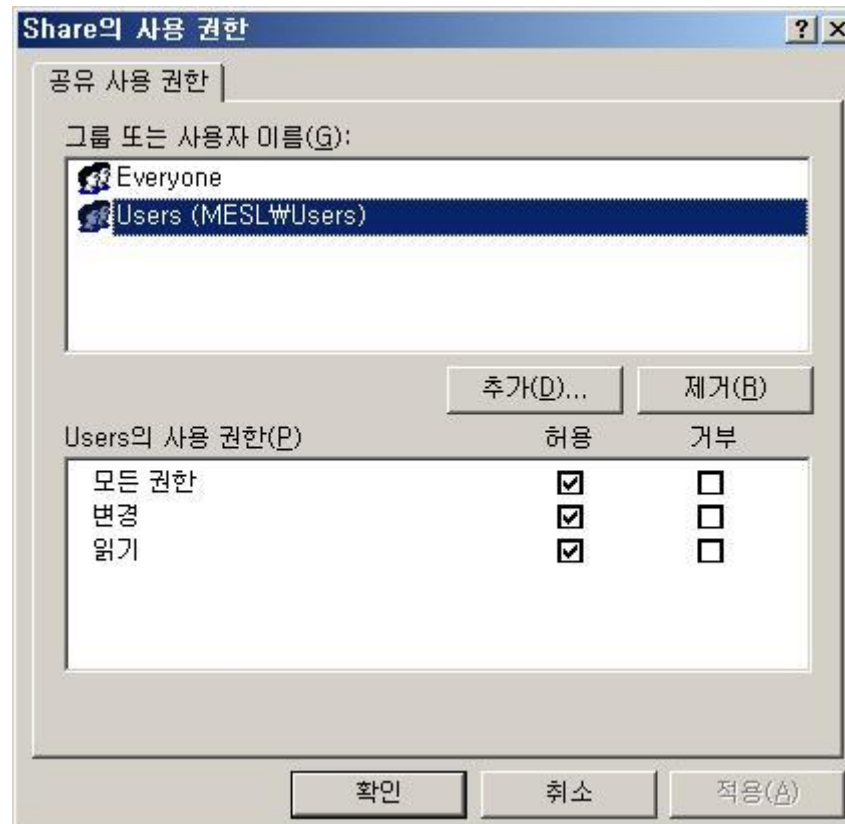 Share의 사용 권한
공유 사용 권한
그룹 또는 사용자 이름(G):
Everyone
Users (MESL₩Users)
추가(D)... 제거(R)
Users의 사용 권한(P) 허용 거부
모든 권한
변경
읽기
확인 취소 적용(A)